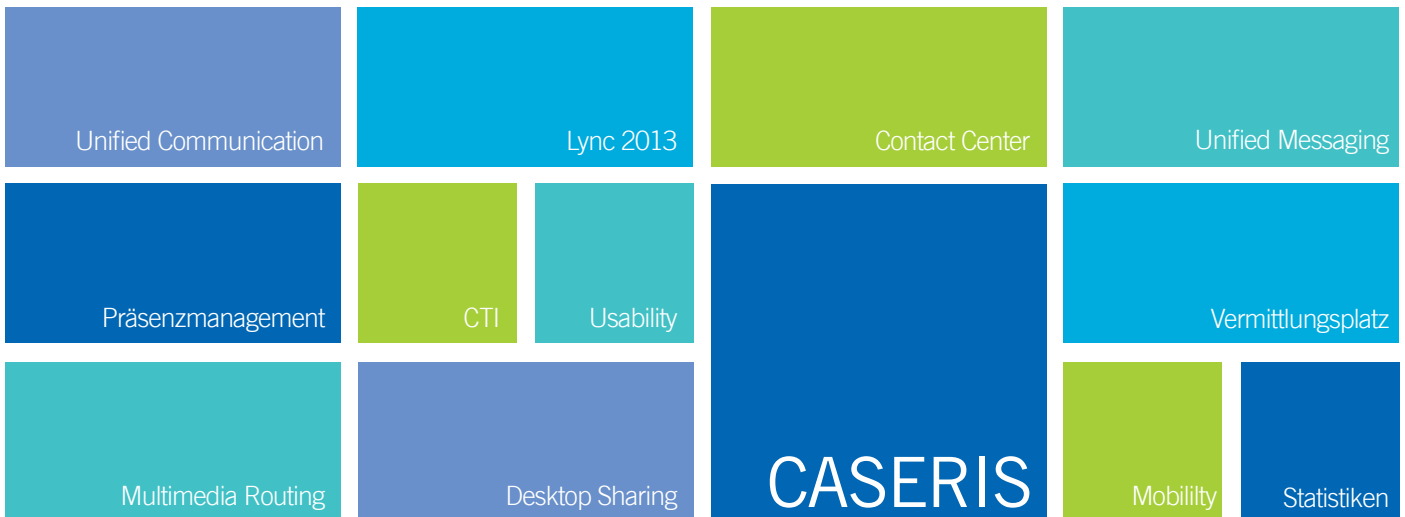 Unified Communication
Lync 2013
Contact Center
Unified Messaging
Präsenzmanagement
CTI
Usability
Vermittlungsplatz
Multimedia Routing
Desktop Sharing
CASERIS
Mobililty
Statistiken